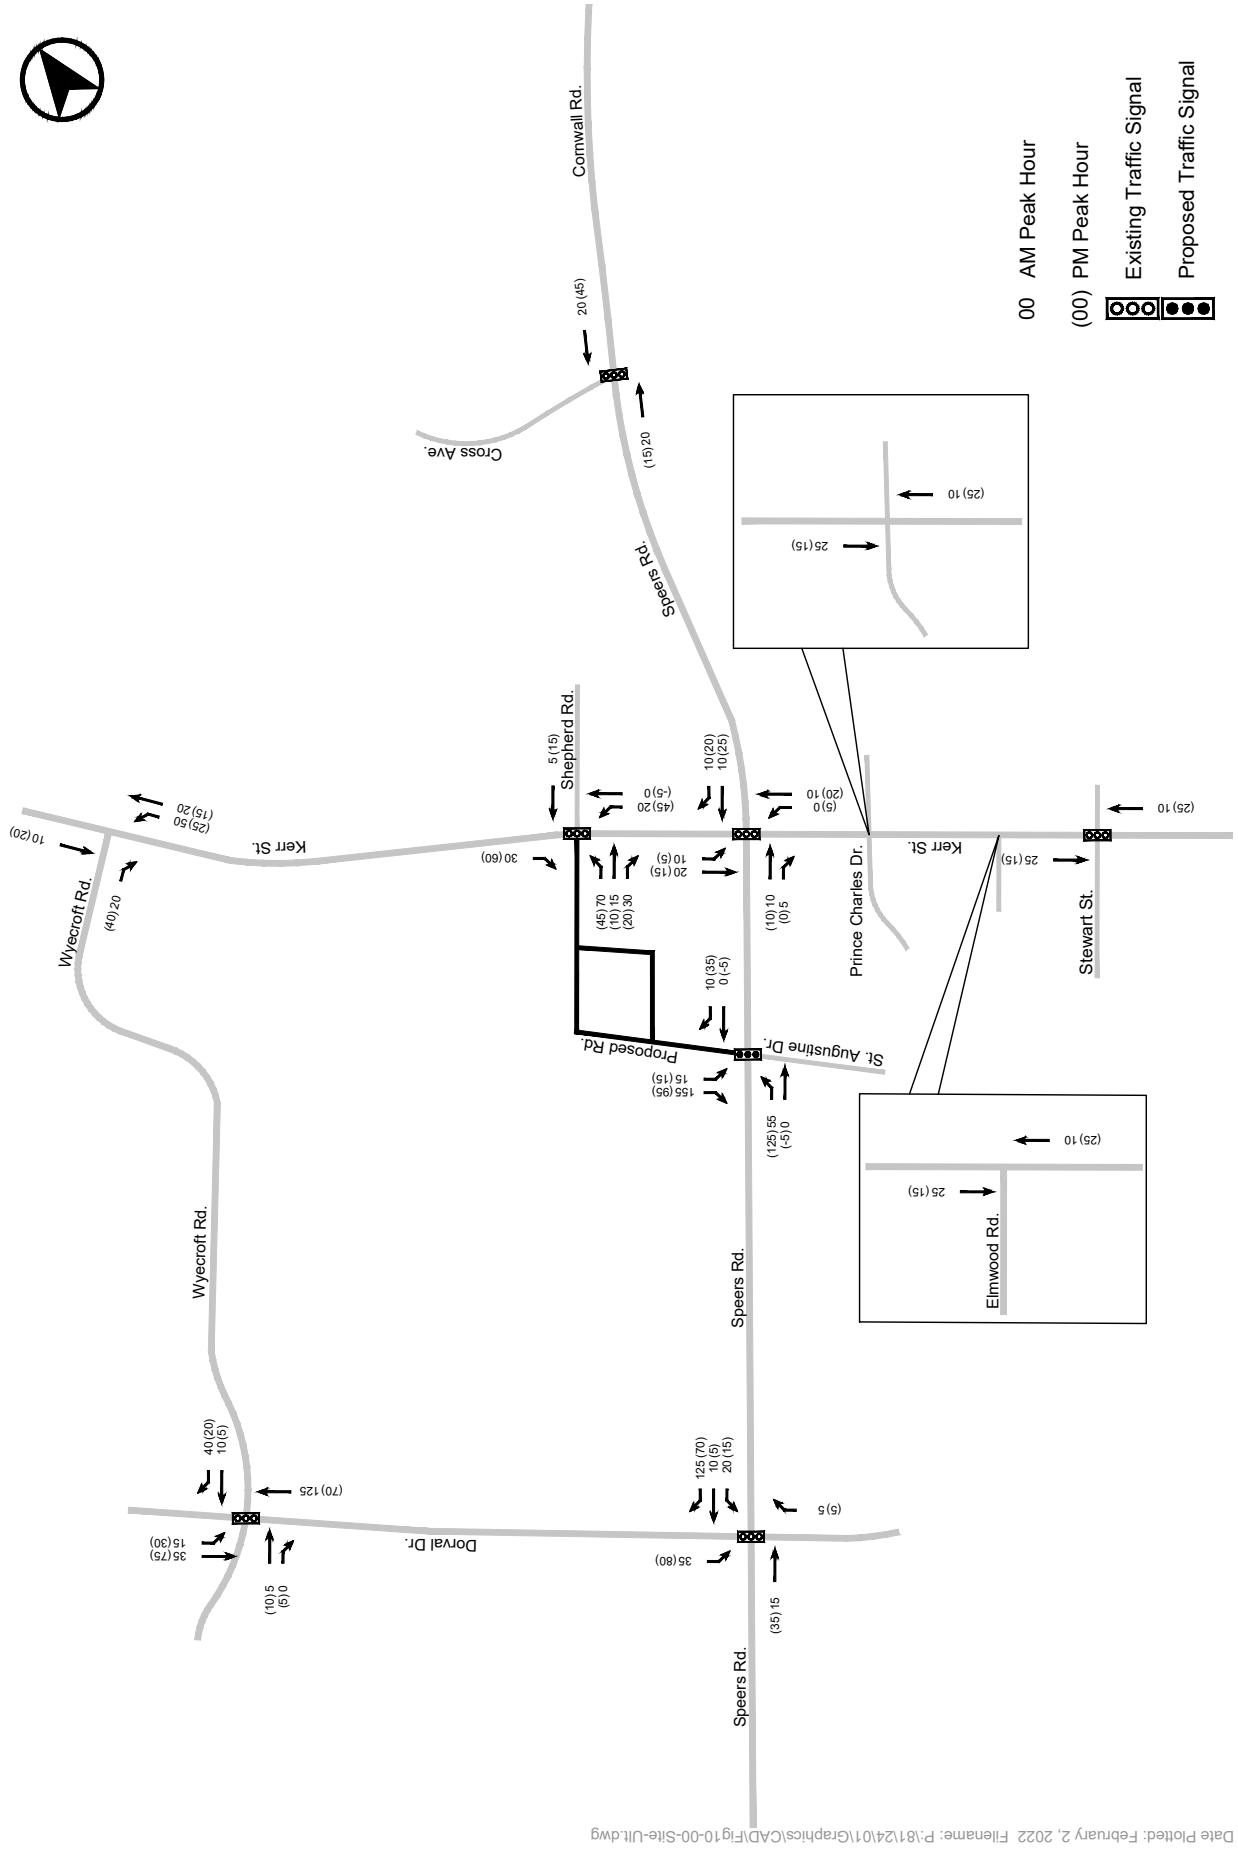 Cornwall Rd.
00 AM Peak Hour
(00) PM Peak Hour
Existing Traffic Signal
Proposed Traffic Signal
20 (45)
Cross Ave.
(15) 20
Speers Rd.
(25) 10
25 (15)
5 (15)
Shepherd Rd.
10 (20)
10 (25)
(15) 20
(25) 50
10 (20)
Kerr St.
Wyecroft Rd.
(40) 20
30 (60)
(-5) 0
(45) 20
(45) 70
(10) 15
(20) 30
(20) 10
(5) 0
10 (5)
20 (15)
(10) 10
(0) 5
Prince Charles Dr.
Kerr St.
25 (15)
(25) 10
Stewart St.
10 (35)
0 (-5)
Proposed Rd.
St. Augustine Dr.
15 (15)
155 (95)
(125) 55
(-5) 0
(25) 10
25 (15)
Elmwood Rd.
Wyecroft Rd.
Speers Rd.
40 (20)
10 (5)
(70) 125
15 (30)
35 (75)
(10) 5
(5) 0
Dorval Dr.
125 (70)
10 (5)
20 (15)
(5) 5
35 (80)
(35) 15
Speers Rd.
Date Plotted: February 2, 2022 Filename: P:\81\24\01\Graphics\CAD\Fig10-00-Site-Ult.dwg